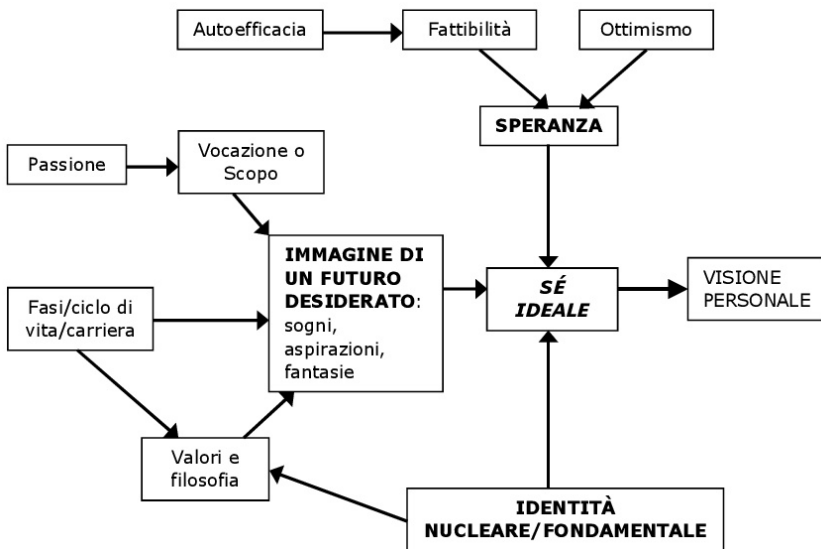 Autoefficacia
Fattibilità
Ottimismo
SPERANZA
Passione
Vocazione o
Scopo
IMMAGINE DI
UN FUTURO
DESIDERATO:
sogni,
aspirazioni,
fantasie
SÉ
IDEALE
VISIONE
PERSONALE
Fasi/ciclo di
vita/carriera
Valori e
filosofia
IDENTITÀ
NUCLEARE/FONDAMENTALE